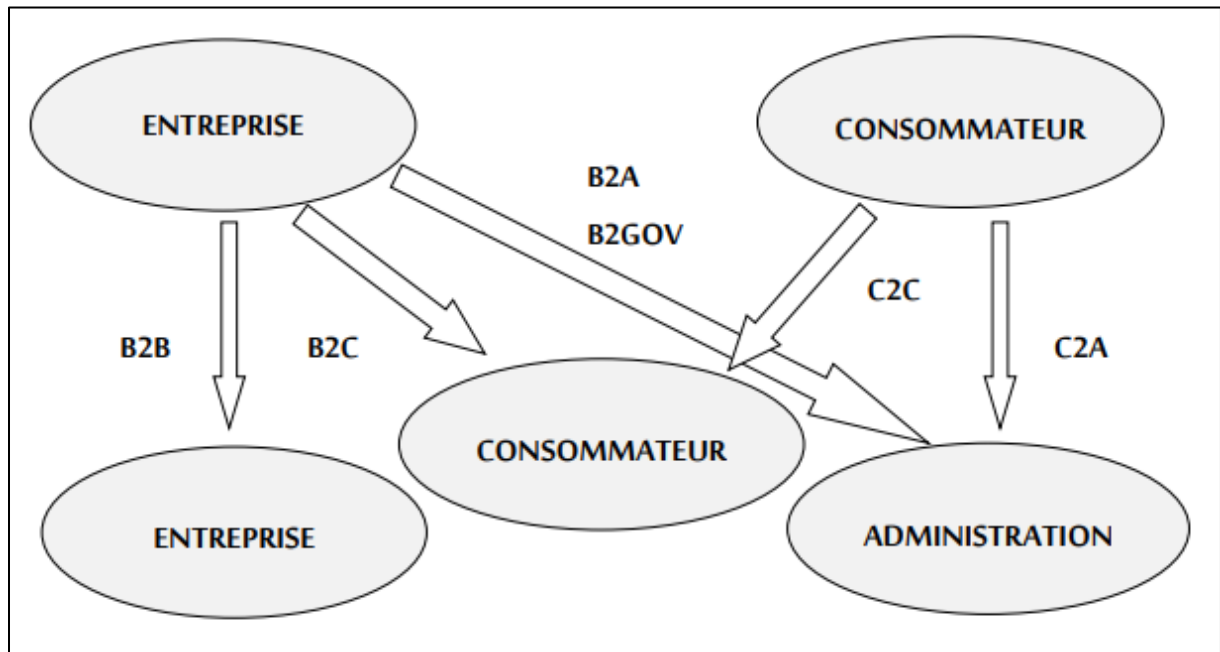 ENTREPRISE
CONSOMMATEUR
B2A
B2GOV
C2C
B2B
B2C
C2A
CONSOMMATEUR
ENTREPRISE
ADMINISTRATION